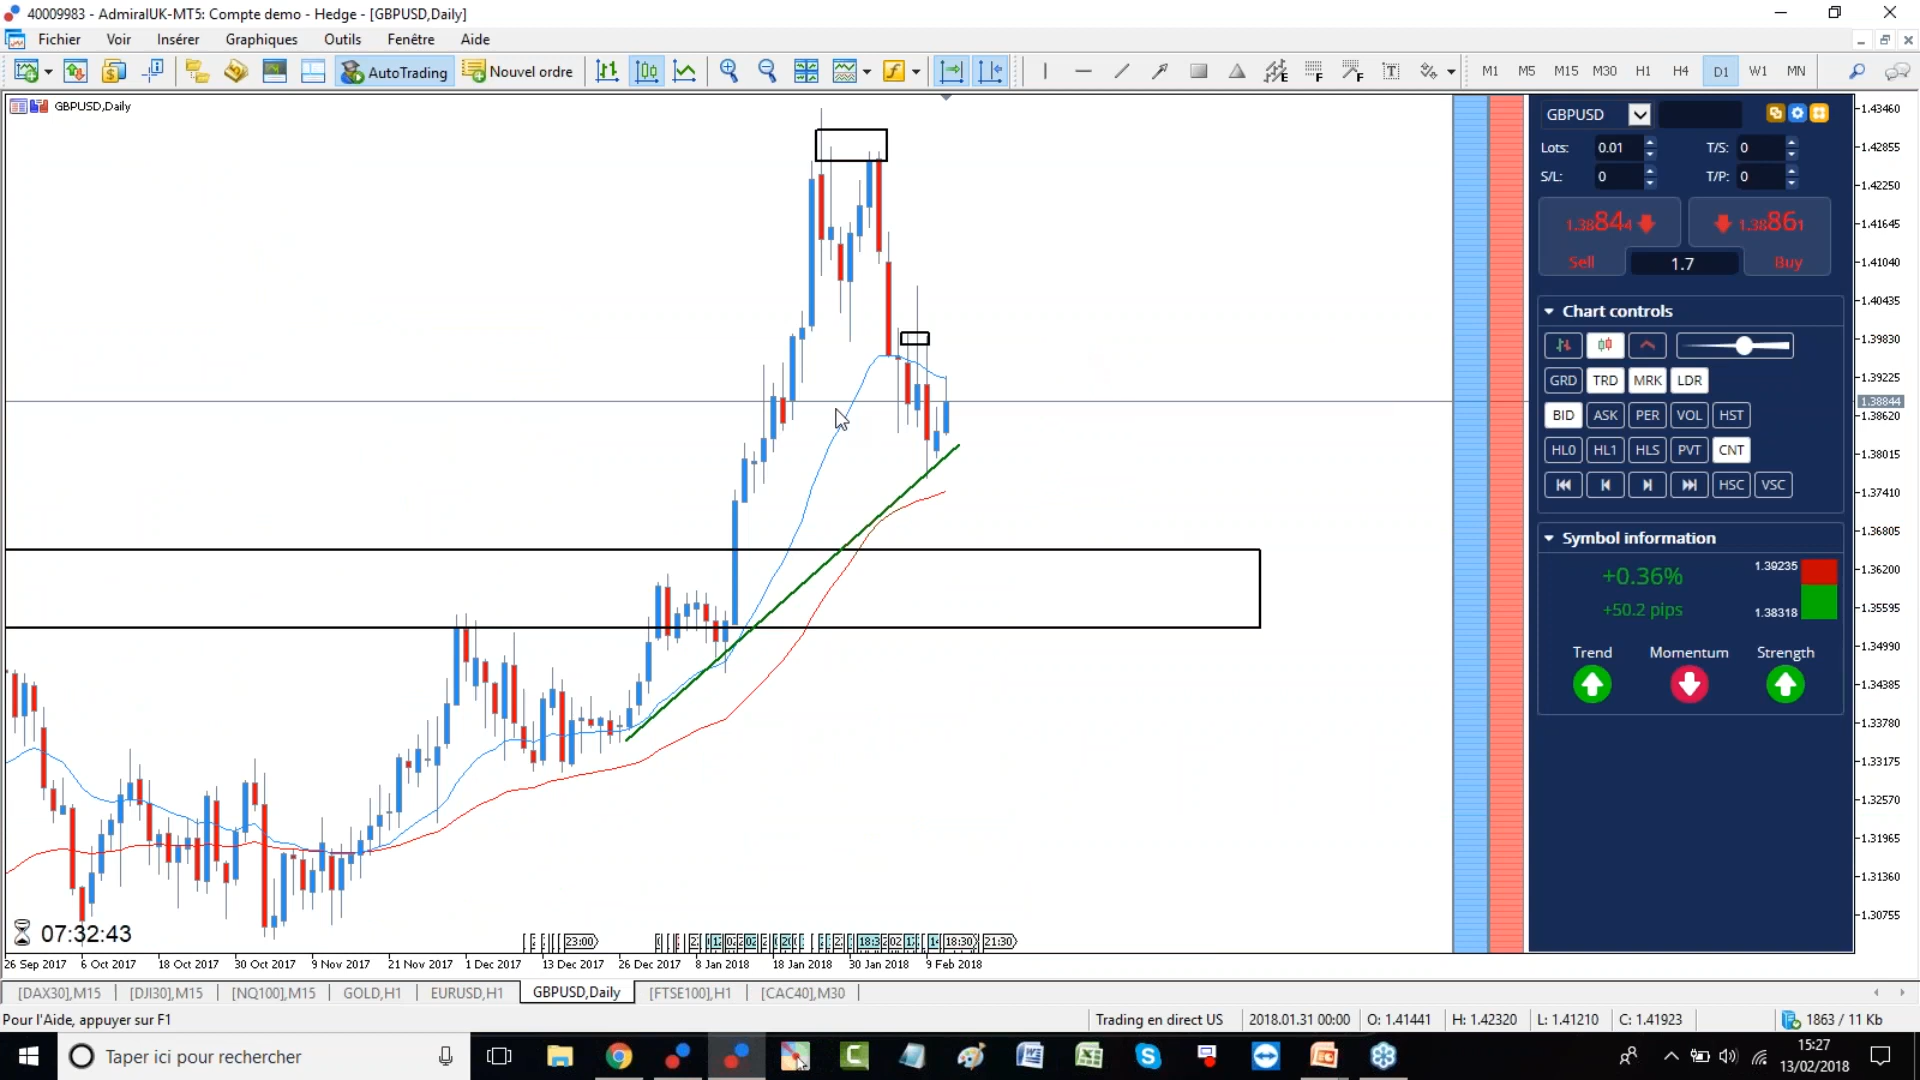 40009983 - AdmiralUK-MT5: Compte demo - Hedge - [GBPUSD,Daily]
Fichier Voir Insérer Graphiques Outils Fenêtre Aide
AutoTrading Nouvel ordre M1 M5 M15 M30 H1 H4 D1 W1 MN
GBPUSD,Daily
GBPUSD
Lots: 0.01 T/S: 0
S/L: 0 T/P: 0
1.38844 1.38861
Sell 1.7 Buy
Chart controls
GRD TRD MRK LDR
BID ASK PER VOL HST
HL0 HL1 HLS PVT CNT
HSC VSC
Symbol information
+0.36% 1.39235
+50.2 pips 1.38318
Trend Momentum Strength
1.43460
1.42855
1.42250
1.41645
1.41040
1.40435
1.39830
1.39225
1.38844
1.38620
1.38015
1.37410
1.36805
1.36200
1.35595
1.34990
1.34385
1.33780
1.33175
1.32570
1.31965
1.31360
1.30755
07:32:43
23:00 18:30 21:30
26 Sep 2017 6 Oct 2017 18 Oct 2017 30 Oct 2017 9 Nov 2017 21 Nov 2017 1 Dec 2017 13 Dec 2017 26 Dec 2017 8 Jan 2018 18 Jan 2018 30 Jan 2018 9 Feb 2018
[DAX30],M15 [DJI30],M15 [NQ100],M15 GOLD,H1 EURUSD,H1 GBPUSD,Daily [FTSE100],H1 [CAC40],M30
Pour l'Aide, appuyer sur F1 Trading en direct US 2018.01.31 00:00 O: 1.41441 H: 1.42320 L: 1.41210 C: 1.41923 1863 / 11 Kb
Taper ici pour rechercher
15:27
13/02/2018